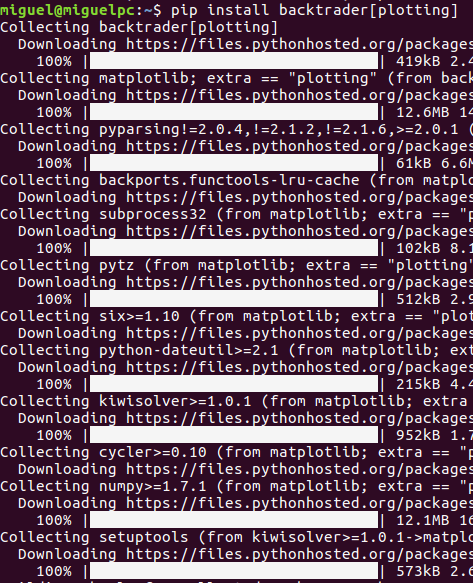 miguel@miguelpc:~$ pip install backtrader[plotting]
Collecting backtrader[plotting]
  Downloading https://files.pythonhosted.org/packages
    100% |                                | 419kB 2.4
Collecting matplotlib; extra == "plotting" (from back
  Downloading https://files.pythonhosted.org/packages
    100% |                                | 12.6MB 14
Collecting pyparsing!=2.0.4,!=2.1.2,!=2.1.6,>=2.0.1 (
  Downloading https://files.pythonhosted.org/packages
    100% |                                | 61kB 6.6M
Collecting backports.functools-lru-cache (from matplo
  Downloading https://files.pythonhosted.org/packages
Collecting subprocess32 (from matplotlib; extra == "p
  Downloading https://files.pythonhosted.org/packages
    100% |                                | 102kB 8.1
Collecting pytz (from matplotlib; extra == "plotting"
  Downloading https://files.pythonhosted.org/packages
    100% |                                | 512kB 2.9
Collecting six>=1.10 (from matplotlib; extra == "plot
  Downloading https://files.pythonhosted.org/packages
Collecting python-dateutil>=2.1 (from matplotlib; ext
  Downloading https://files.pythonhosted.org/packages
    100% |                                | 215kB 4.4
Collecting kiwisolver>=1.0.1 (from matplotlib; extra
  Downloading https://files.pythonhosted.org/packages
    100% |                                | 952kB 1.7
Collecting cycler>=0.10 (from matplotlib; extra == "p
  Downloading https://files.pythonhosted.org/packages
Collecting numpy>=1.7.1 (from matplotlib; extra == "p
  Downloading https://files.pythonhosted.org/packages
    100% |                                | 12.1MB 16
Collecting setuptools (from kiwisolver>=1.0.1->matplo
  Downloading https://files.pythonhosted.org/packages
    100% |                                | 573kB 2.6